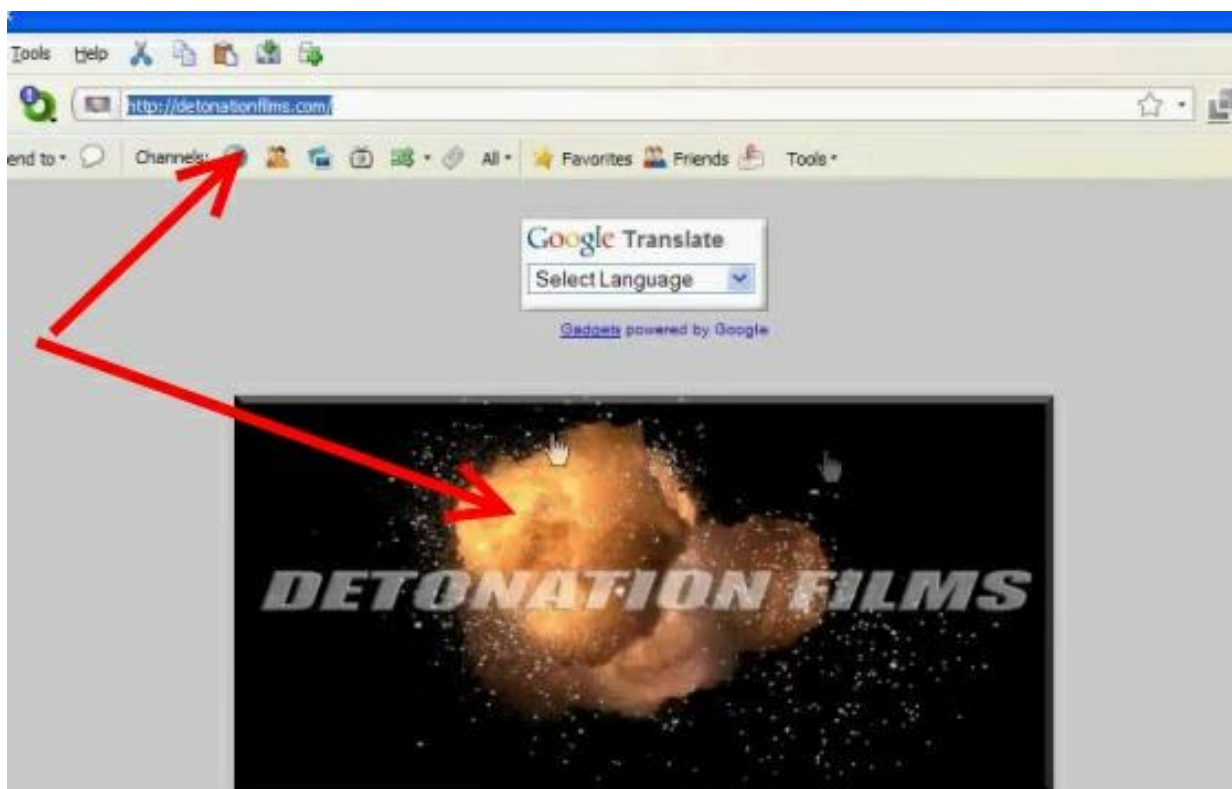 Tools Help
http://detonationfilms.com/
end to Channels: All Favorites Friends Tools
Google Translate
Select Language
Gadgets powered by Google
DETONATION FILMS